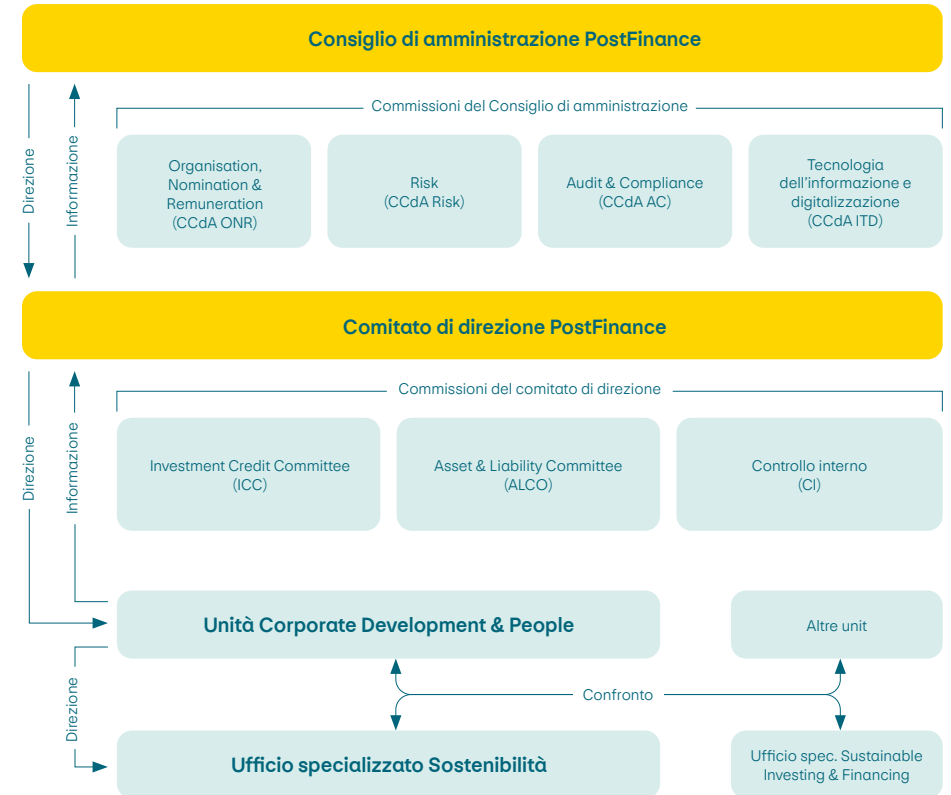 Consiglio di amministrazione PostFinance
Direzione
Informazione
Commissioni del Consiglio di amministrazione
Organisation,
Nomination &
Remuneration
(CCdA ONR)
Risk
(CCdA Risk)
Audit & Compliance
(CCdA AC)
Tecnologia
dell'informazione e
digitalizzazione
(CCdA ITD)
Comitato di direzione PostFinance
Direzione
Informazione
Commissioni del comitato di direzione
Investment Credit Committee
(ICC)
Asset & Liability Committee
(ALCO)
Controllo interno
(CI)
Unità Corporate Development & People
Altre unit
Direzione
Confronto
Ufficio specializzato Sostenibilità
Ufficio spec. Sustainable
Investing & Financing